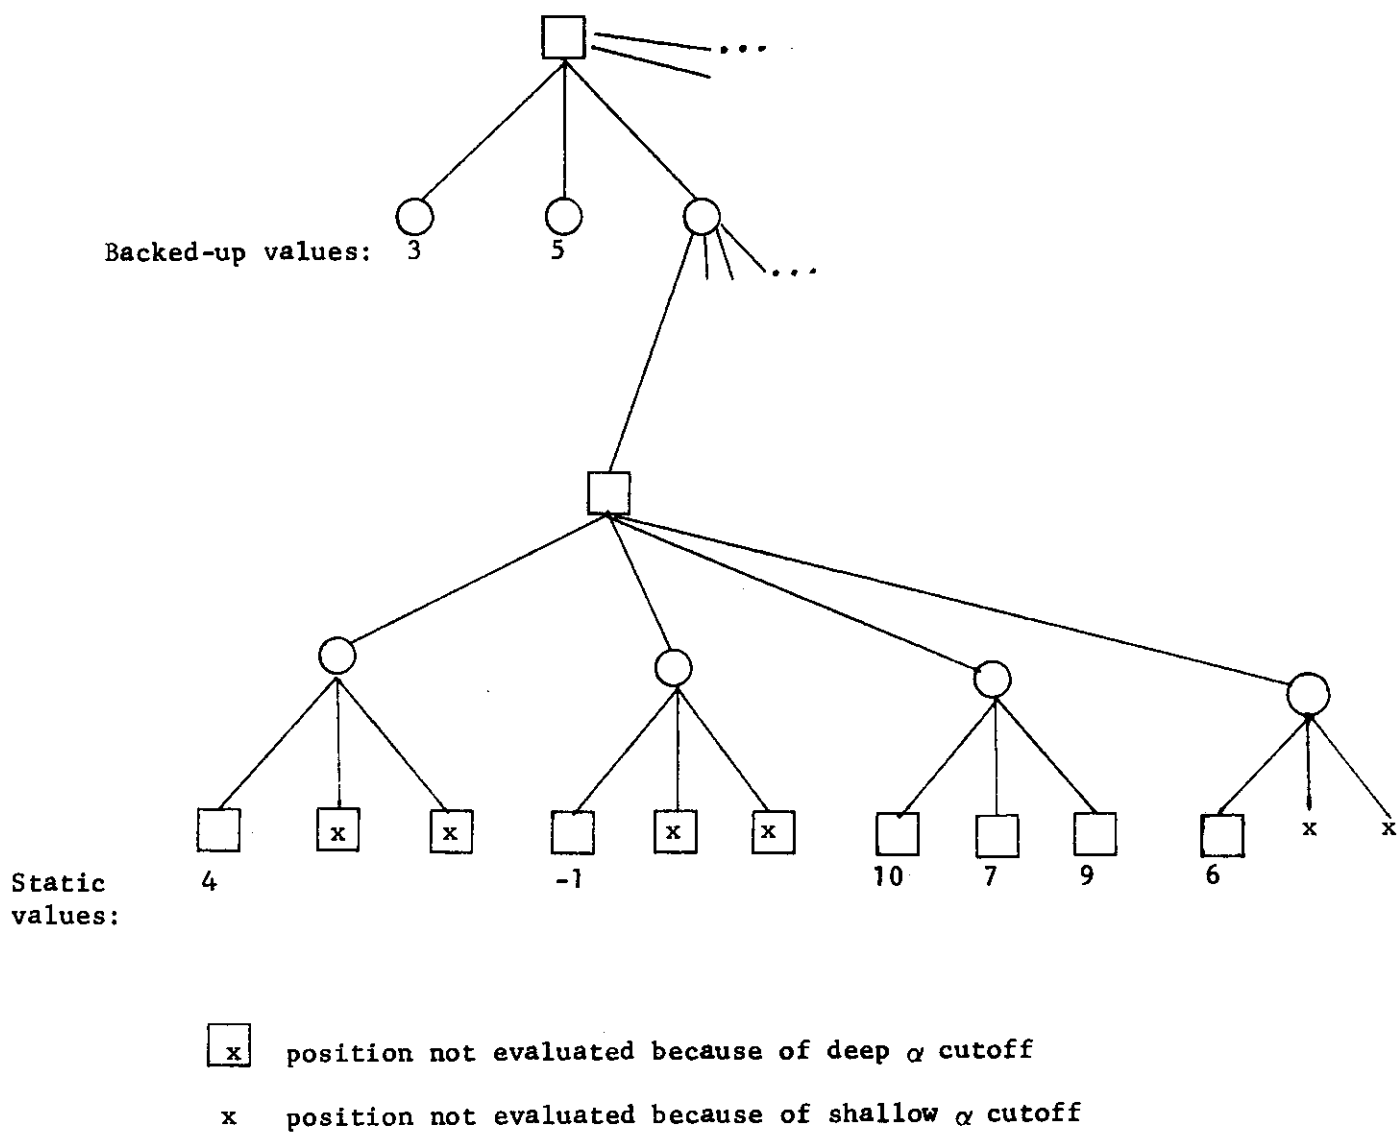 ...
Backed-up values: 3 5
...
x x x x x x
4 -1 10 7 9 6
Static
values:
x position not evaluated because of deep α cutoff
x position not evaluated because of shallow α cutoff